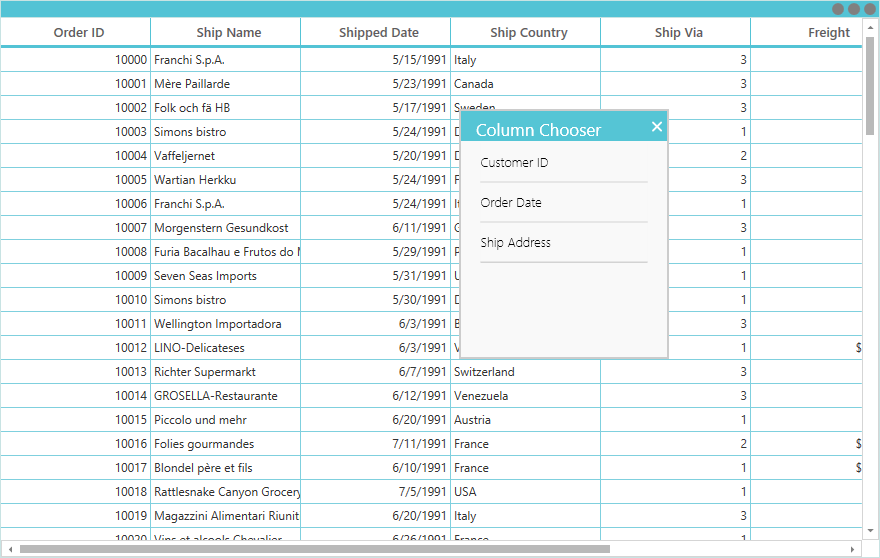 Order ID Ship Name Shipped Date Ship Country Ship Via Freight
10000 Franchi S.p.A. 5/15/1991 Italy 3
10001 Mère Paillarde 5/23/1991 Canada 3
10002 Folk och fä HB 5/17/1991 Sweden 3
Column Chooser
Customer ID
Order Date
Ship Address
10003 Simons bistro 5/24/1991 D 1
10004 Vaffeljernet 5/20/1991 D 2
10005 Wartian Herkku 5/24/1991 F 3
10006 Franchi S.p.A. 5/24/1991 It 1
10007 Morgenstern Gesundkost 6/11/1991 G 3
10008 Furia Bacalhau e Frutos do 5/29/1991 P 1
10009 Seven Seas Imports 5/31/1991 U 1
10010 Simons bistro 5/30/1991 D 1
10011 Wellington Importadora 6/3/1991 B 3
10012 LINO-Delicateses 6/3/1991 V 1 $
10013 Richter Supermarkt 6/7/1991 Switzerland 3
10014 GROSELLA-Restaurante 6/12/1991 Venezuela 3
10015 Piccolo und mehr 6/20/1991 Austria 1
10016 Folies gourmandes 7/11/1991 France 2 $
10017 Blondel père et fils 6/10/1991 France 1 $
10018 Rattlesnake Canyon Grocery 7/5/1991 USA 1
10019 Magazzini Alimentari Riunit 6/20/1991 Italy 3
10020 Vins et alcools Chevalier 6/26/1991 France 1